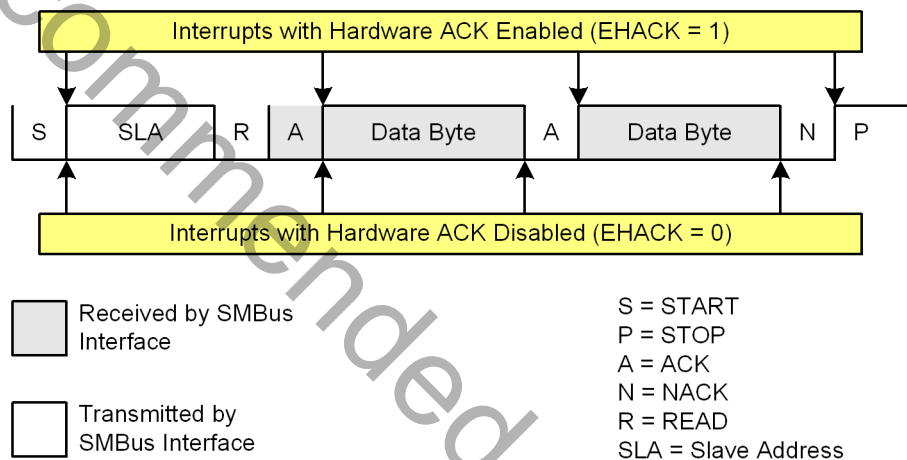 Interrupts with Hardware ACK Enabled (EHACK = 1)
S SLA R A Data Byte A Data Byte N P
Interrupts with Hardware ACK Disabled (EHACK = 0)
Received by SMBus
Interface
Transmitted by
SMBus Interface
S = START
P = STOP
A = ACK
N = NACK
R = READ
SLA = Slave Address